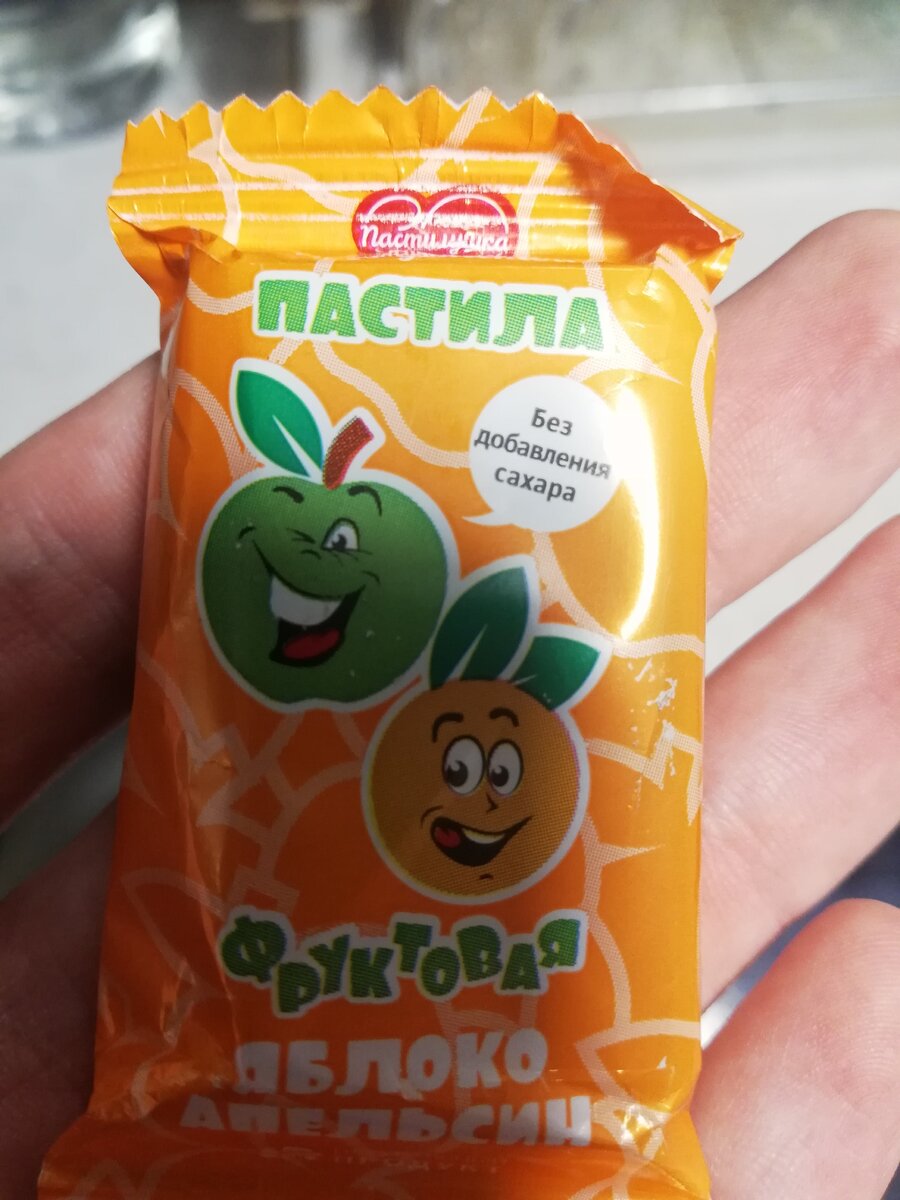 Пастилушка
ПАСТИЛА
Без
добавления
сахара
ФРУКТОВАЯ
ЯБЛОКО
АПЕЛЬСИН